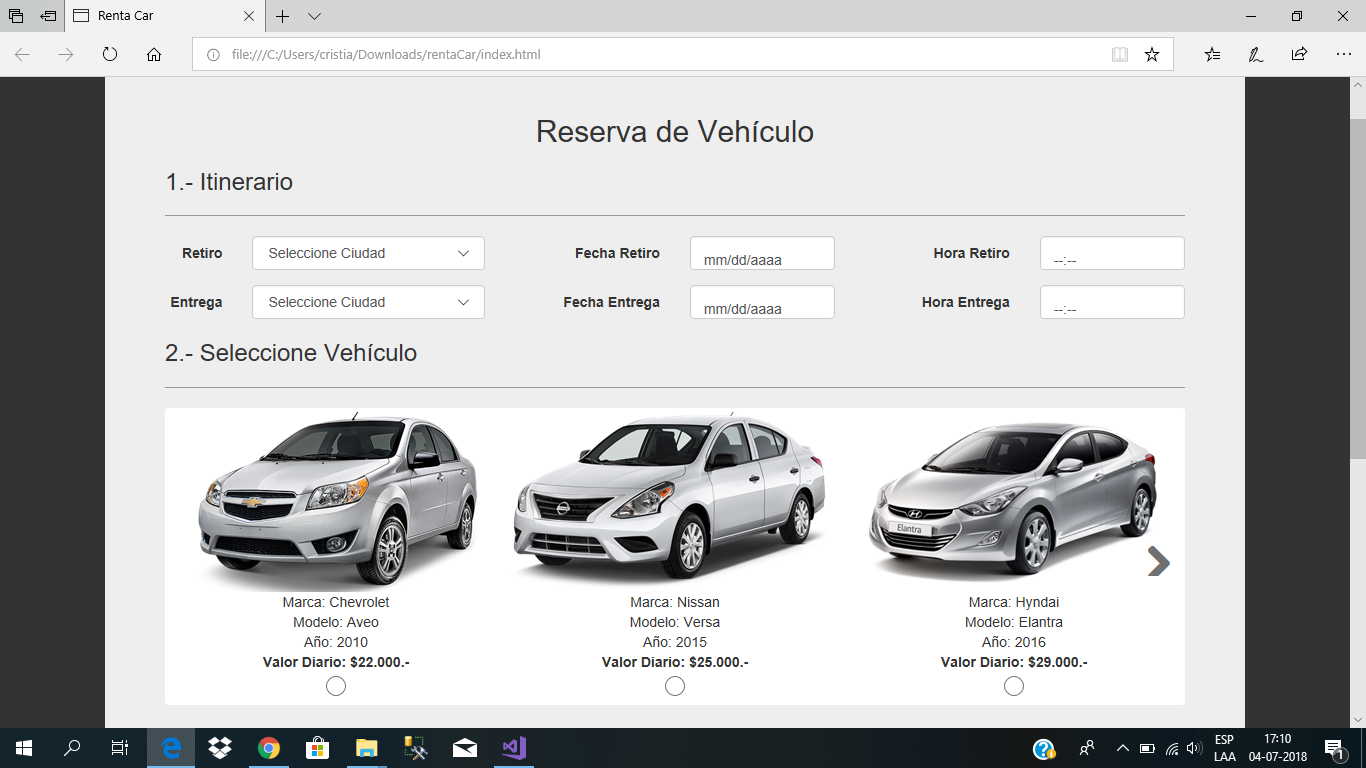 Renta Car
file:///C:/Users/cristia/Downloads/rentaCar/index.html
Reserva de Vehículo
1.- Itinerario
Retiro Seleccione Ciudad Fecha Retiro mm/dd/aaaa Hora Retiro --:--
Entrega Seleccione Ciudad Fecha Entrega mm/dd/aaaa Hora Entrega --:--
2.- Seleccione Vehículo
Elantra
Marca: Chevrolet Marca: Nissan Marca: Hyndai
Modelo: Aveo Modelo: Versa Modelo: Elantra
Año: 2010 Año: 2015 Año: 2016
Valor Diario: $22.000.- Valor Diario: $25.000.- Valor Diario: $29.000.-
ESP 17:10
LAA 04-07-2018 1